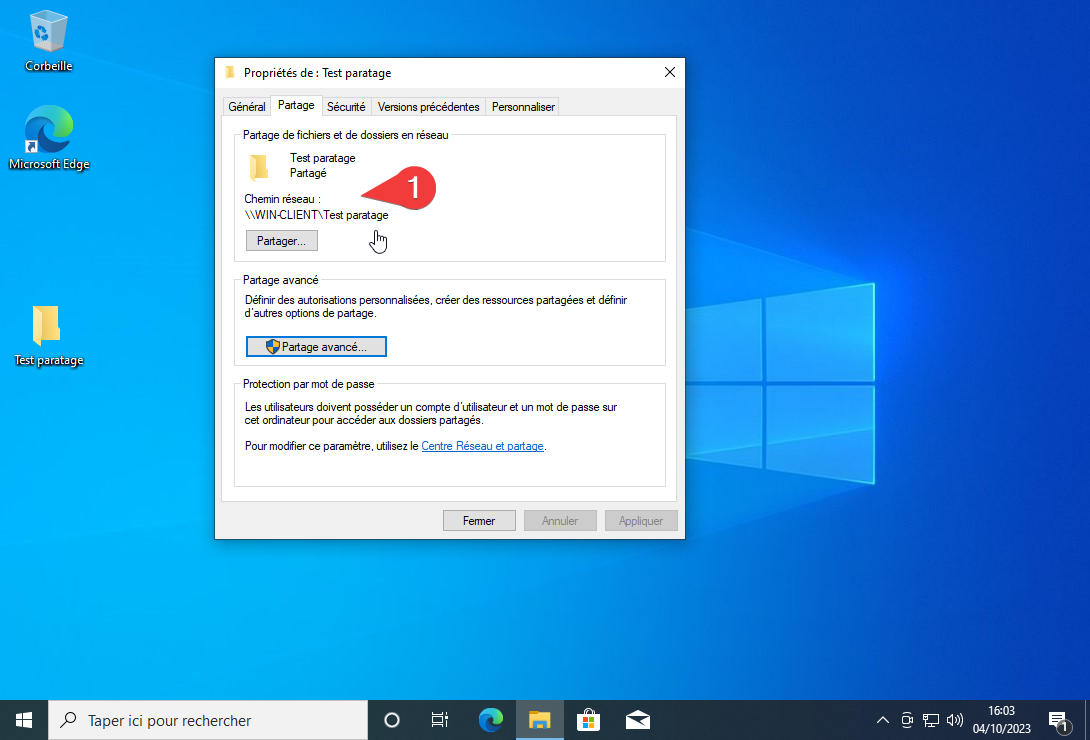 Corbeille
Microsoft Edge
Test paratage
Propriétés de : Test paratage
Général Partage Sécurité Versions précédentes Personnaliser
Partage de fichiers et de dossiers en réseau
Test paratage
Partagé
1
Chemin réseau :
\\WIN-CLIENT\Test paratage
Partager...
Partage avancé
Définir des autorisations personnalisées, créer des ressources partagées et définir
d'autres options de partage.
Partage avancé...
Protection par mot de passe
Les utilisateurs doivent posséder un compte d'utilisateur et un mot de passe sur
cet ordinateur pour accéder aux dossiers partagés.
Pour modifier ce paramètre, utilisez le Centre Réseau et partage.
Fermer Annuler Appliquer
Taper ici pour rechercher
16:03
04/10/2023
1